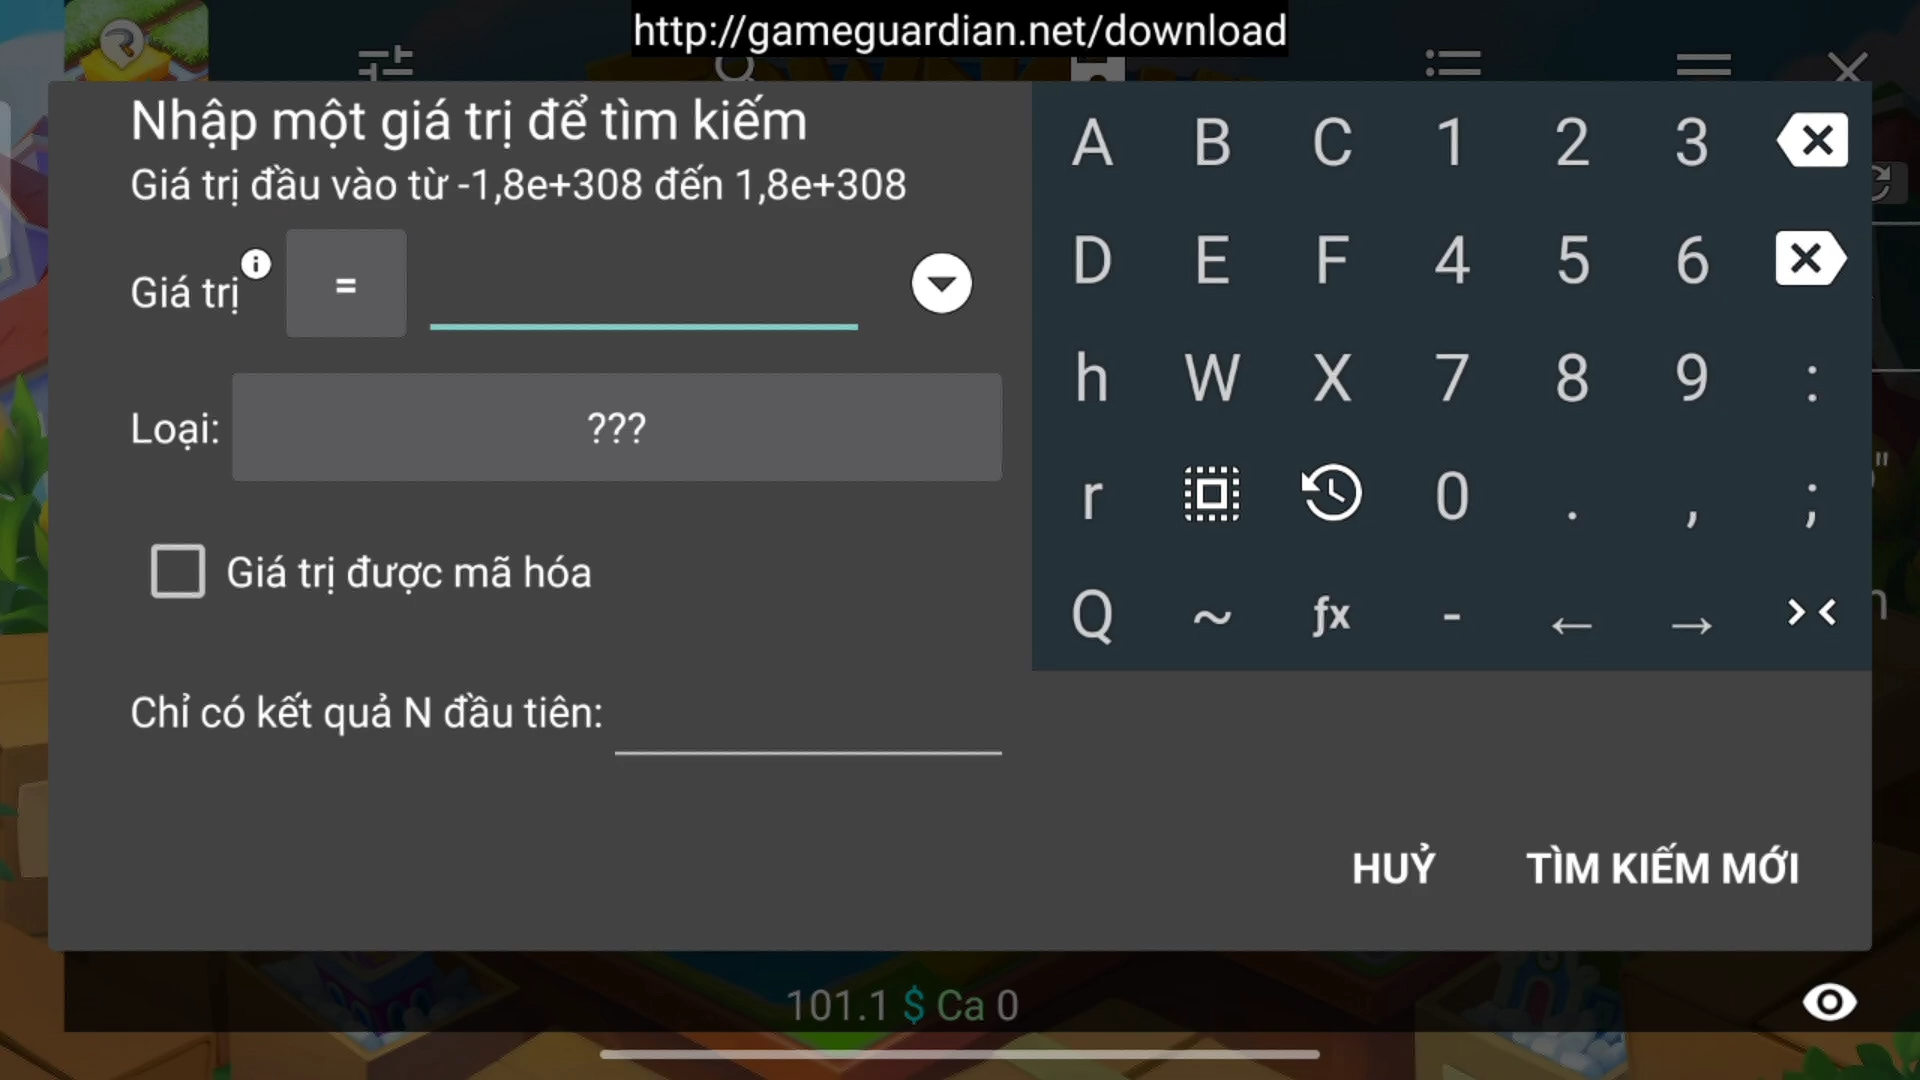 http://gameguardian.net/download
Nhập một giá trị để tìm kiếm
Giá trị đầu vào từ -1,8e+308 đến 1,8e+308
Giá trị
=
Loại:
???
Giá trị được mã hóa
Chỉ có kết quả N đầu tiên:
A B C 1 2 3
D E F 4 5 6
h W X 7 8 9 :
r 0 . , ;
Q ~ ƒx - ← → ><
HUỶ TÌM KIẾM MỚI
101.1 $ Ca 0